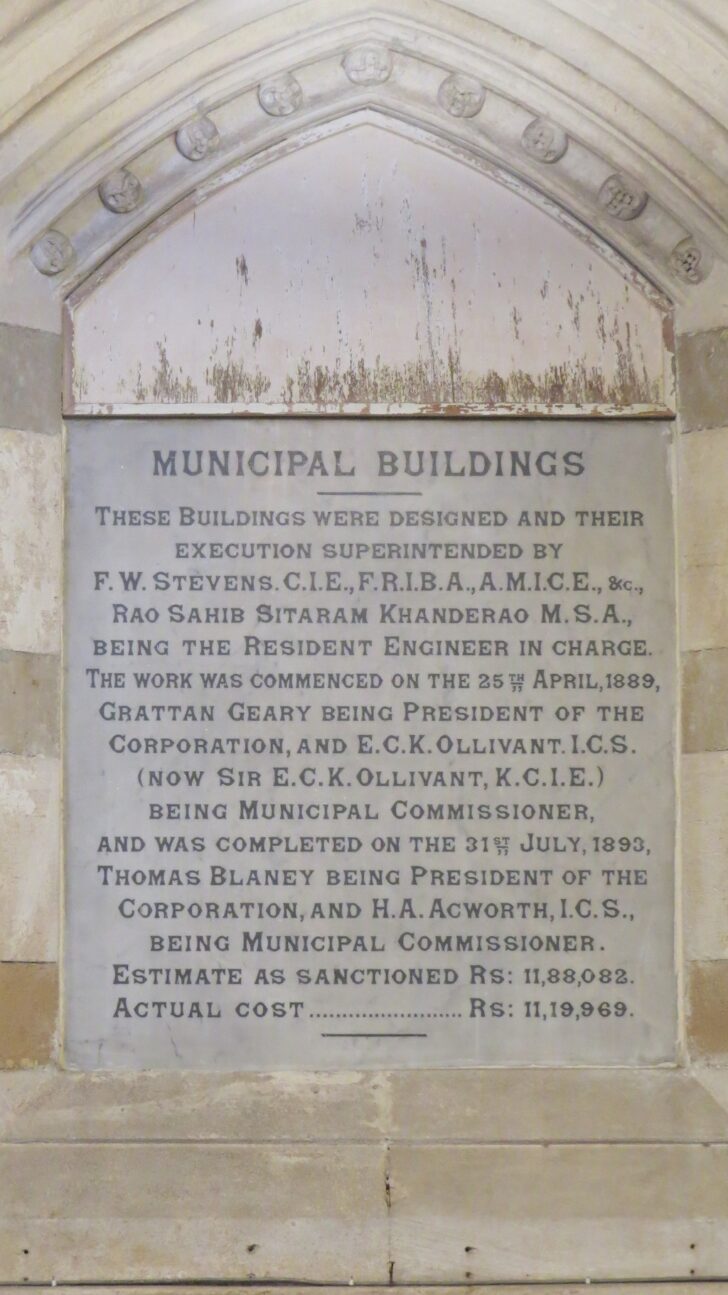 MUNICIPAL BUILDINGS
THESE BUILDINGS WERE DESIGNED AND THEIR
EXECUTION SUPERINTENDED BY
F. W. STEVENS. C.I.E., F.R.I.B.A., A.M.I.C.E., &c.,
RAO SAHIB SITARAM KHANDERAO M.S.A.,
BEING THE RESIDENT ENGINEER IN CHARGE.
THE WORK WAS COMMENCED ON THE 25TH APRIL, 1889,
GRATTAN GEARY BEING PRESIDENT OF THE
CORPORATION, AND E.C.K. OLLIVANT. I.C.S.
(NOW SIR E.C.K. OLLIVANT, K.C.I.E.)
BEING MUNICIPAL COMMISSIONER,
AND WAS COMPLETED ON THE 31ST JULY, 1893,
THOMAS BLANEY BEING PRESIDENT OF THE
CORPORATION, AND H.A. ACWORTH, I.C.S.,
BEING MUNICIPAL COMMISSIONER.
ESTIMATE AS SANCTIONED RS: 11,88,082.
ACTUAL COST........................ RS: 11,19,969.